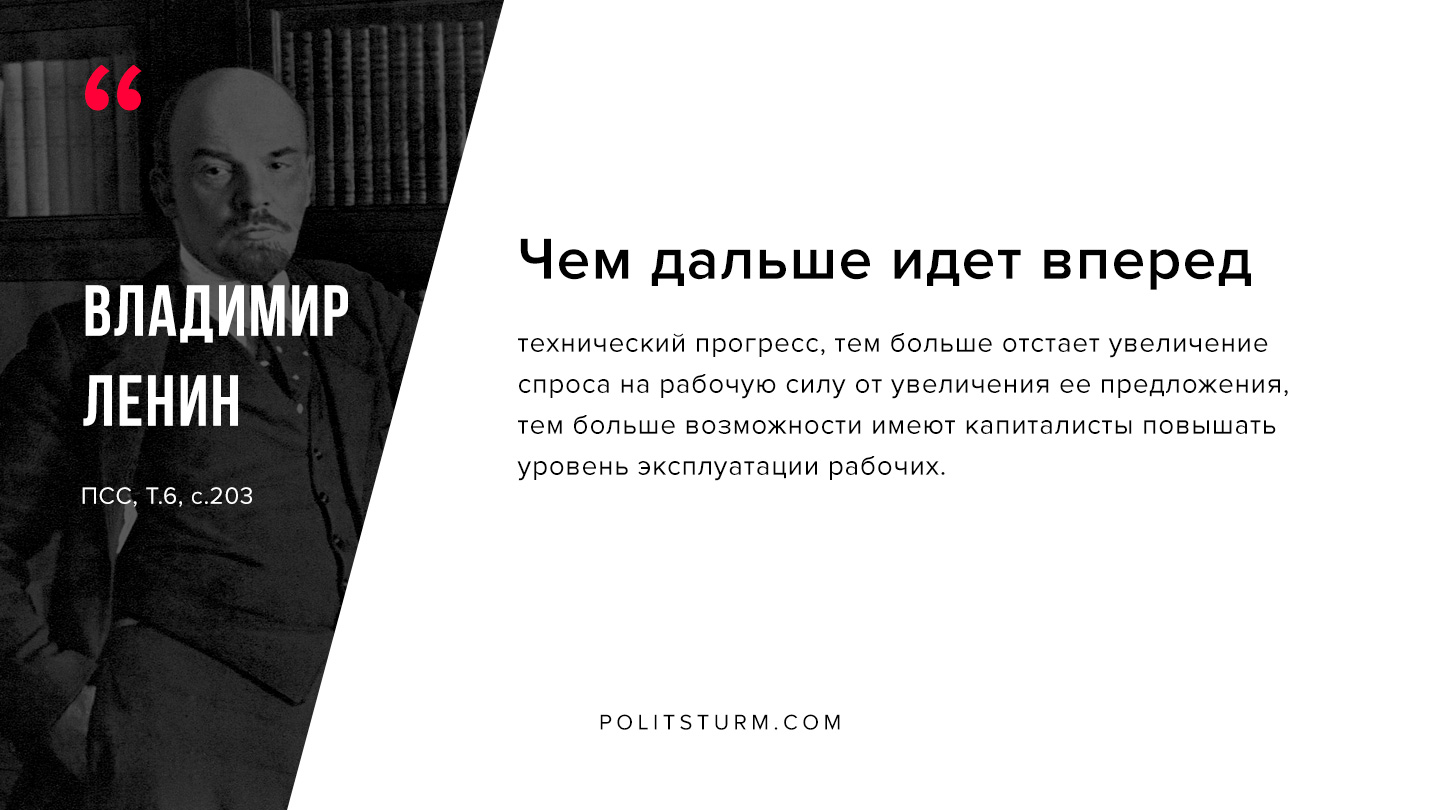 “
ВЛАДИМИР
ЛЕНИН
ПСС, Т.6, с.203
Чем дальше идет вперед
технический прогресс, тем больше отстает увеличение
спроса на рабочую силу от увеличения ее предложения,
тем больше возможности имеют капиталисты повышать
уровень эксплуатации рабочих.
POLITSTURM.COM